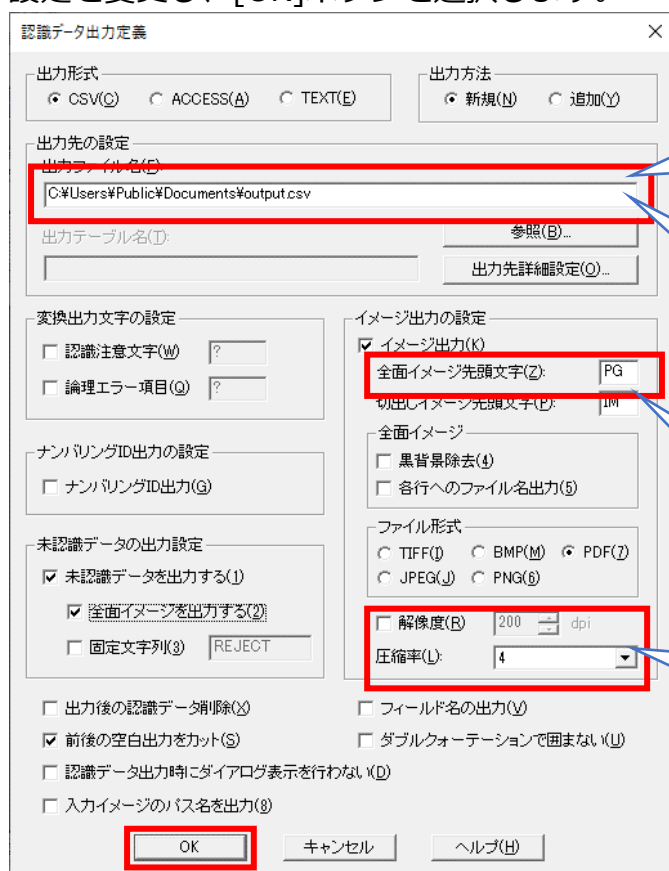 設定を変更し、[OK]ボタンを選択します。
認識データ出力定義
出力形式
CSV(C) ACCESS(A) TEXT(E)
出力方法
新規(N) 追加(Y)
出力先の設定
出力ファイル名(F):
C:¥Users¥Public¥Documents¥output.csv
出力テーブル名(T):
参照(B)...
出力先詳細設定(O)...
変換出力文字の設定
認識注意文字(W) ?
論理エラー項目(Q) ?
イメージ出力の設定
イメージ出力(K)
全面イメージ先頭文字(Z): PG
切出しイメージ先頭文字(P): IM
全面イメージ
黒背景除去(4)
各行へのファイル名出力(5)
ナンバリングID出力の設定
ナンバリングID出力(G)
ファイル形式
TIFF(I) BMP(M) PDF(7)
JPEG(J) PNG(6)
未認識データの出力設定
未認識データを出力する(1)
全面イメージを出力する(2)
固定文字列(3) REJECT
解像度(R) 200 dpi
圧縮率(L): 4
出力後の認識データ削除(X)
フィールド名の出力(V)
前後の空白出力をカット(S)
ダブルクォーテーションで囲まない(U)
認識データ出力時にダイアログ表示を行わない(D)
入力イメージのパス名を出力(8)
OK キャンセル ヘルプ(H)